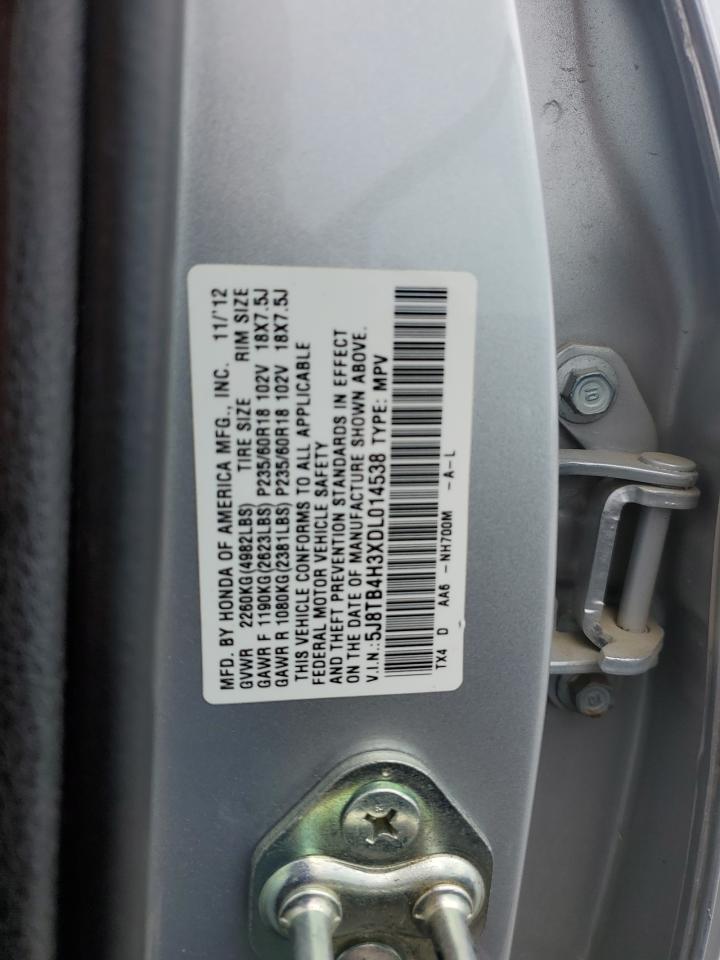 MFD. BY HONDA OF AMERICA MFG., INC. 11/'12
GVWR 2260KG(4982LBS) TIRE SIZE RIM SIZE
GAWR F 1190KG(2623LBS) P235/60R18 102V 18X7.5J
GAWR R 1080KG(2381LBS) P235/60R18 102V 18X7.5J
THIS VEHICLE CONFORMS TO ALL APPLICABLE
FEDERAL MOTOR VEHICLE SAFETY
AND THEFT PREVENTION STANDARDS IN EFFECT
ON THE DATE OF MANUFACTURE SHOWN ABOVE.
V.I.N.:5J8TB4H3XDL014538 TYPE: MPV
TX4 D AA6 -NH700M -A-L